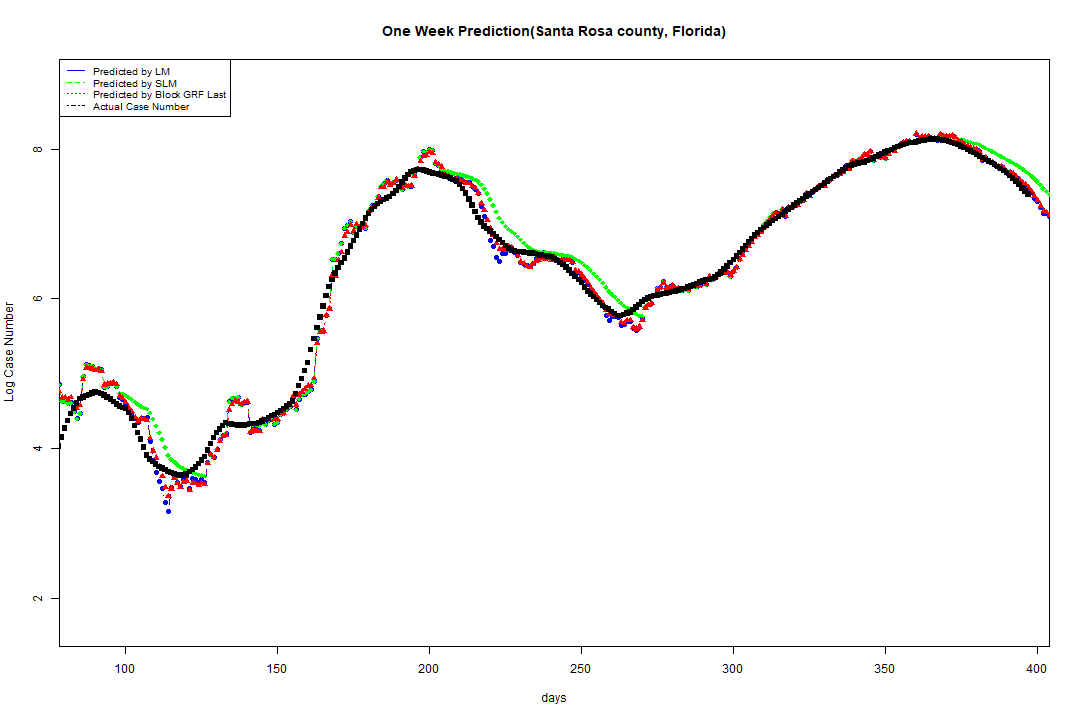 One Week Prediction(Santa Rosa county, Florida)
Predicted by LM
Predicted by SLM
Predicted by Block GRF Last
Actual Case Number
Log Case Number
8
6
4
2
100 150 200 250 300 350 400
days